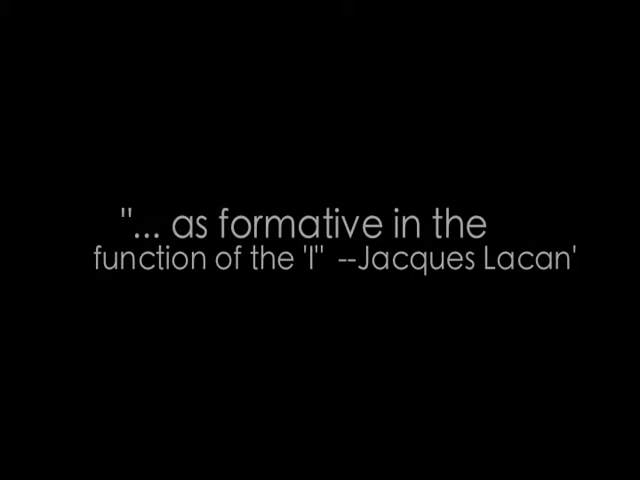 "... as formative in the
function of the 'I" --Jacques Lacan'